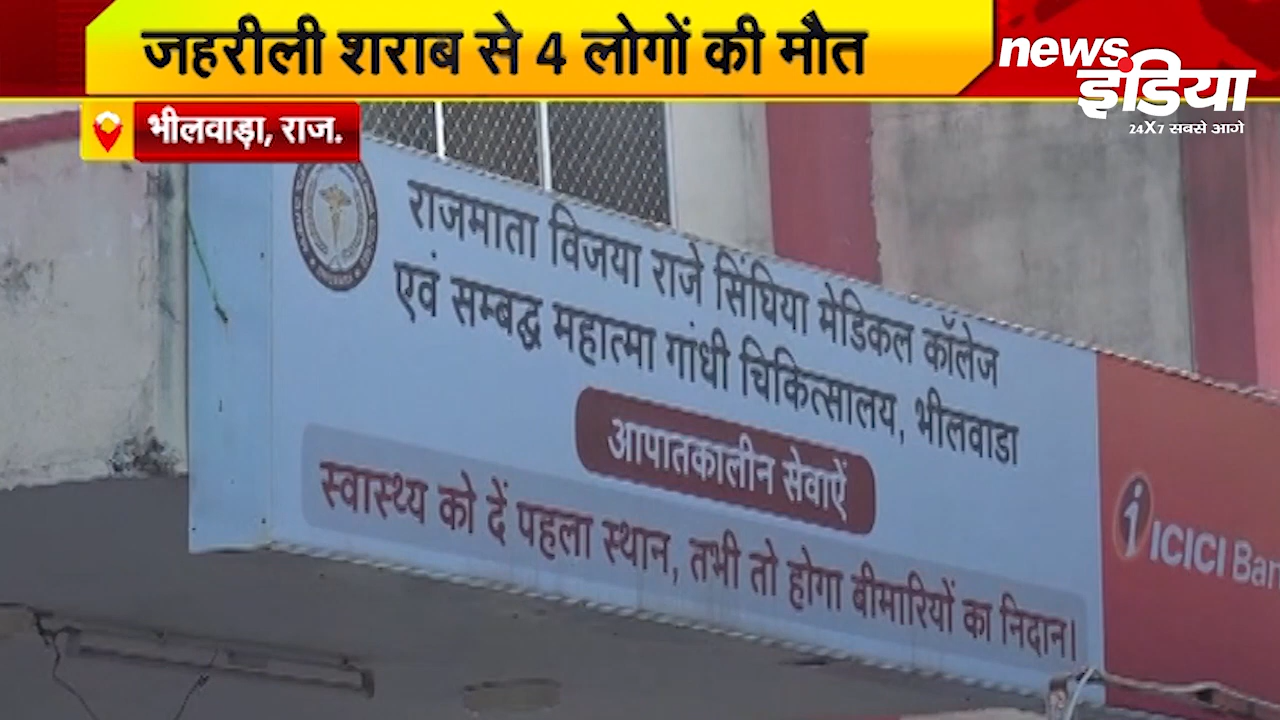 जहरीली शराब से 4 लोगों की मौत
news
इंडिया
24X7 सबसे आगे
भीलवाड़ा, राज.
राजमाता विजया राजे सिंघिया मेडिकल कॉलेज
एवं सम्बद्ध महात्मा गांधी चिकित्सालय, भीलवाडा
आपातकालीन सेवाऐं
स्वास्थ्य को दें पहला स्थान, तभी तो होगा बीमारियों का निदान।
ICICI Ban